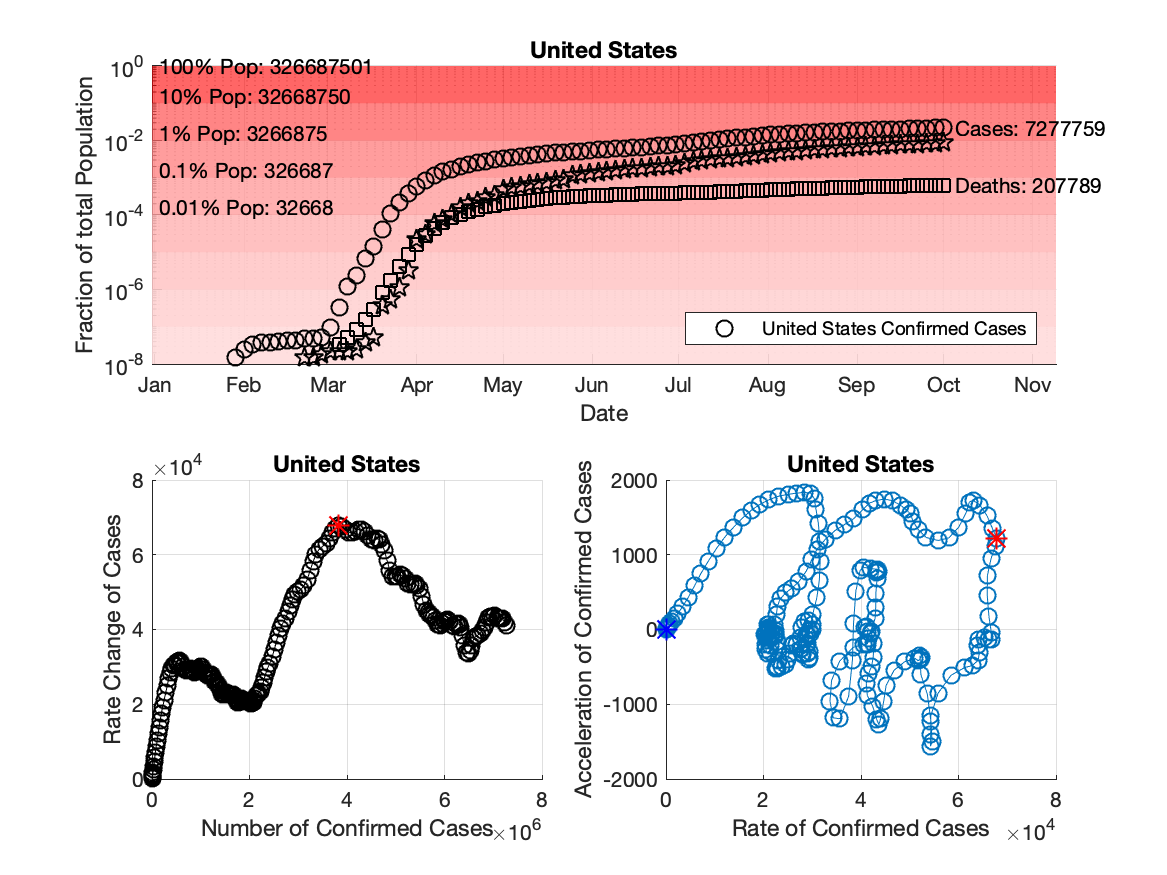 United States
Fraction of total Population
10^0
10^-2
10^-4
10^-6
10^-8
100% Pop: 326687501
10% Pop: 32668750
1% Pop: 3266875
0.1% Pop: 326687
0.01% Pop: 32668
Cases: 7277759
Deaths: 207789
United States Confirmed Cases
Jan Feb Mar Apr May Jun Jul Aug Sep Oct Nov
Date
United States
×10^4
Rate Change of Cases
8
6
4
2
0
0 2 4 6 8
Number of Confirmed Cases
×10^6
United States
Acceleration of Confirmed Cases
2000
1000
0
-1000
-2000
0 2 4 6 8
Rate of Confirmed Cases
×10^4